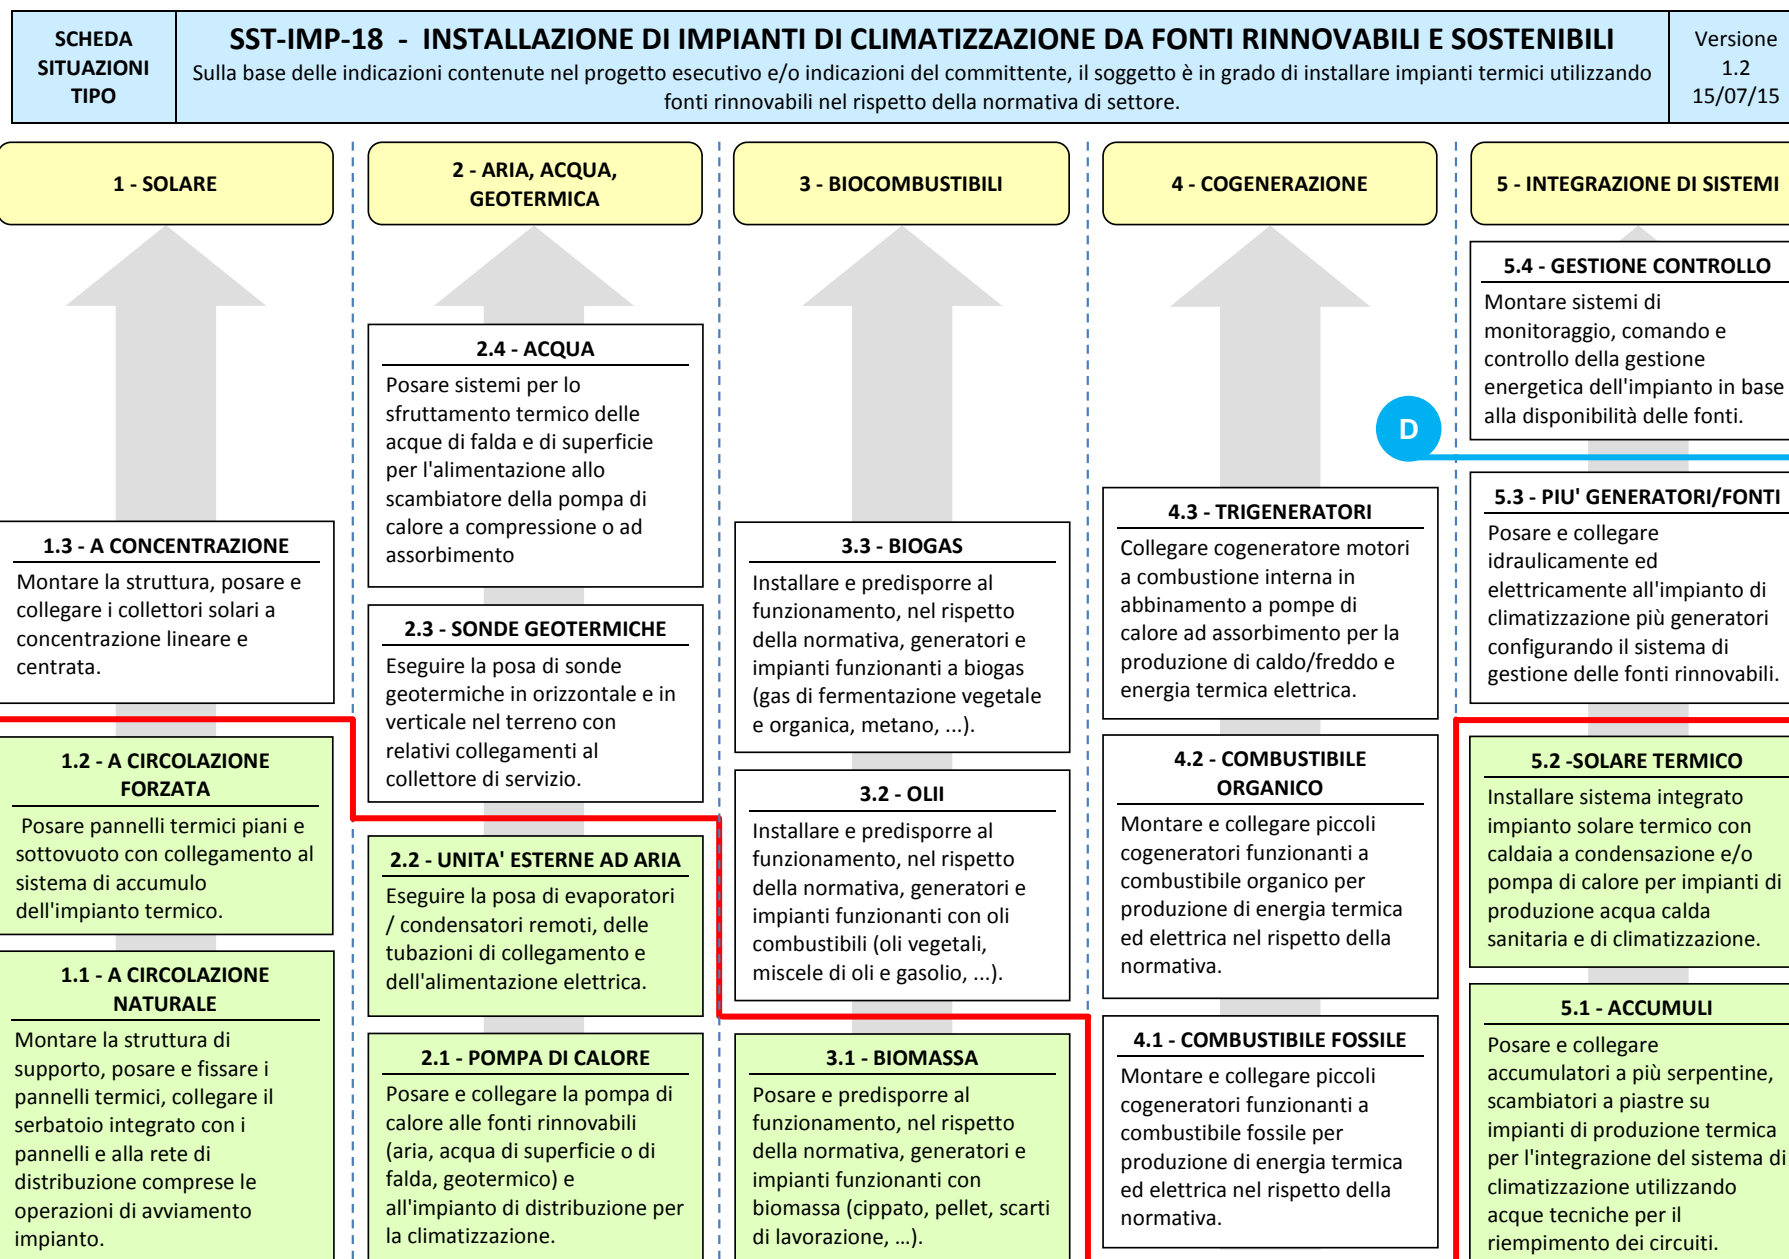 SCHEDA
SITUAZIONI
TIPO
SST-IMP-18 - INSTALLAZIONE DI IMPIANTI DI CLIMATIZZAZIONE DA FONTI RINNOVABILI E SOSTENIBILI
Sulla base delle indicazioni contenute nel progetto esecutivo e/o indicazioni del committente, il soggetto è in grado di installare impianti termici utilizzando
fonti rinnovabili nel rispetto della normativa di settore.
Versione
1.2
15/07/15
1 - SOLARE
1.3 - A CONCENTRAZIONE
Montare la struttura, posare e
collegare i collettori solari a
concentrazione lineare e
centrata.
1.2 - A CIRCOLAZIONE
FORZATA
Posare pannelli termici piani e
sottovuoto con collegamento al
sistema di accumulo
dell'impianto termico.
1.1 - A CIRCOLAZIONE
NATURALE
Montare la struttura di
supporto, posare e fissare i
pannelli termici, collegare il
serbatoio integrato con i
pannelli e alla rete di
distribuzione comprese le
operazioni di avviamento
impianto.
2 - ARIA, ACQUA,
GEOTERMICA
2.4 - ACQUA
Posare sistemi per lo
sfruttamento termico delle
acque di falda e di superficie
per l'alimentazione allo
scambiatore della pompa di
calore a compressione o ad
assorbimento
2.3 - SONDE GEOTERMICHE
Eseguire la posa di sonde
geotermiche in orizzontale e in
verticale nel terreno con
relativi collegamenti al
collettore di servizio.
2.2 - UNITA' ESTERNE AD ARIA
Eseguire la posa di evaporatori
/ condensatori remoti, delle
tubazioni di collegamento e
dell'alimentazione elettrica.
2.1 - POMPA DI CALORE
Posare e collegare la pompa di
calore alle fonti rinnovabili
(aria, acqua di superficie o di
falda, geotermico) e
all'impianto di distribuzione per
la climatizzazione.
3 - BIOCOMBUSTIBILI
3.3 - BIOGAS
Installare e predisporre al
funzionamento, nel rispetto
della normativa, generatori e
impianti funzionanti a biogas
(gas di fermentazione vegetale
e organica, metano, ...).
3.2 - OLII
Installare e predisporre al
funzionamento, nel rispetto
della normativa, generatori e
impianti funzionanti con oli
combustibili (oli vegetali,
miscele di oli e gasolio, ...).
3.1 - BIOMASSA
Posare e predisporre al
funzionamento, nel rispetto
della normativa, generatori e
impianti funzionanti con
biomassa (cippato, pellet, scarti
di lavorazione, ...).
4 - COGENERAZIONE
4.3 - TRIGENERATORI
Collegare cogeneratore motori
a combustione interna in
abbinamento a pompe di
calore ad assorbimento per la
produzione di caldo/freddo e
energia termica elettrica.
4.2 - COMBUSTIBILE
ORGANICO
Montare e collegare piccoli
cogeneratori funzionanti a
combustibile organico per
produzione di energia termica
ed elettrica nel rispetto della
normativa.
4.1 - COMBUSTIBILE FOSSILE
Montare e collegare piccoli
cogeneratori funzionanti a
combustibile fossile per
produzione di energia termica
ed elettrica nel rispetto della
normativa.
5 - INTEGRAZIONE DI SISTEMI
5.4 - GESTIONE CONTROLLO
Montare sistemi di
monitoraggio, comando e
controllo della gestione
energetica dell'impianto in base
alla disponibilità delle fonti.
D
5.3 - PIU' GENERATORI/FONTI
Posare e collegare
idraulicamente ed
elettricamente all'impianto di
climatizzazione più generatori
configurando il sistema di
gestione delle fonti rinnovabili.
5.2 -SOLARE TERMICO
Installare sistema integrato
impianto solare termico con
caldaia a condensazione e/o
pompa di calore per impianti di
produzione acqua calda
sanitaria e di climatizzazione.
5.1 - ACCUMULI
Posare e collegare
accumulatori a più serpentine,
scambiatori a piastre su
impianti di produzione termica
per l'integrazione del sistema di
climatizzazione utilizzando
acque tecniche per il
riempimento dei circuiti.